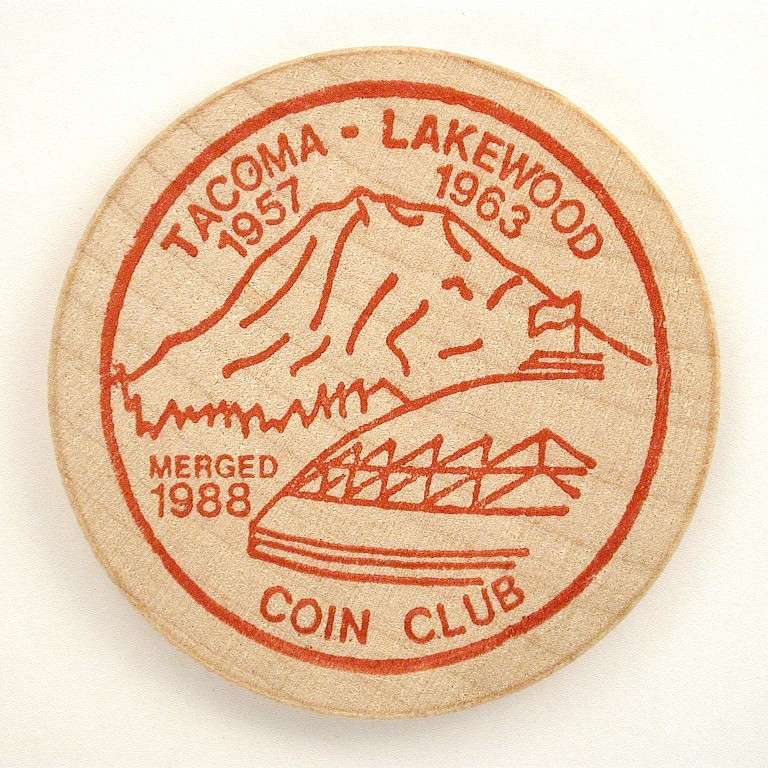 TACOMA - LAKEWOOD
1957 1963
MERGED
1988
COIN CLUB